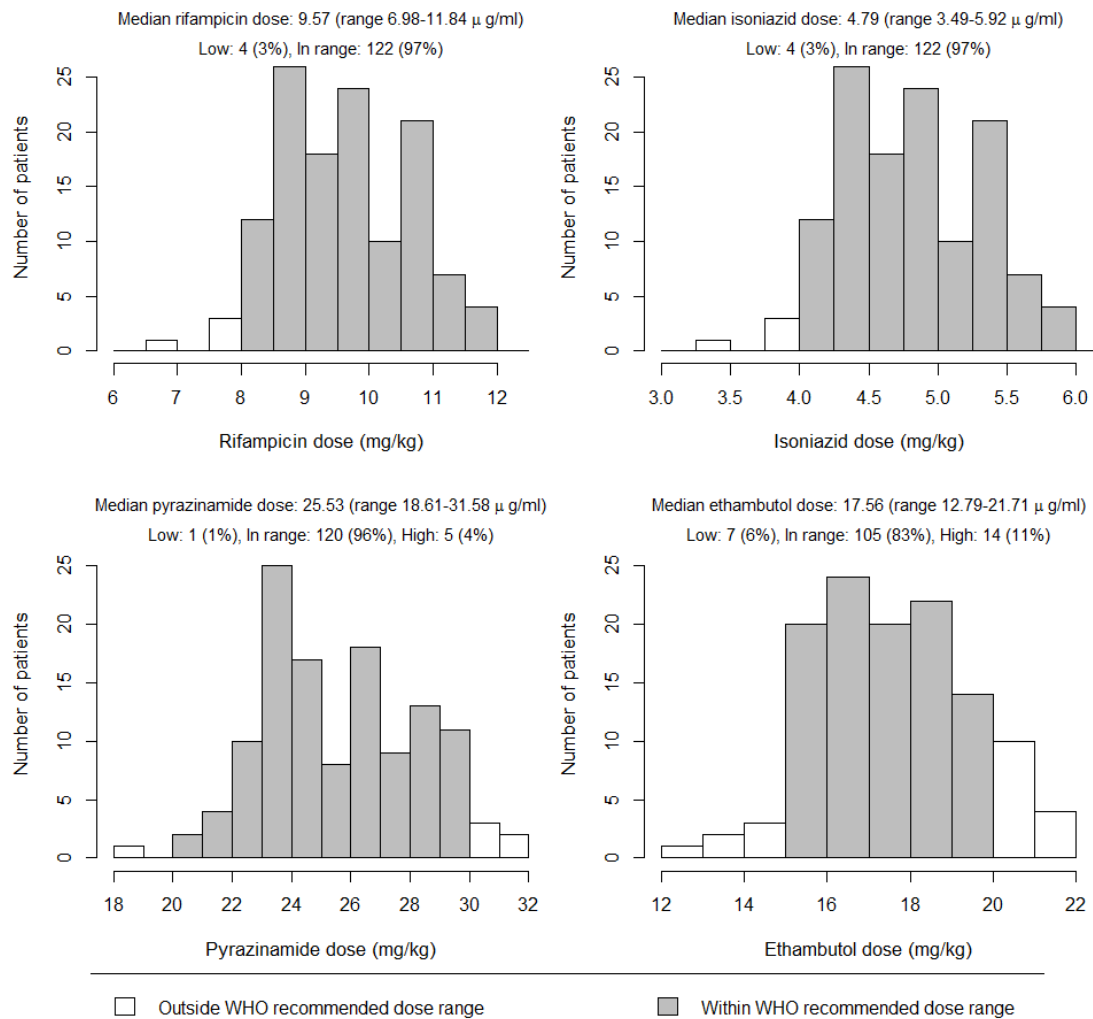 Median rifampicin dose: 9.57 (range 6.98-11.84 μ g/ml)
Low: 4 (3%), In range: 122 (97%)
Number of patients
25
20
15
10
5
0
6 7 8 9 10 11 12
Rifampicin dose (mg/kg)
Median isoniazid dose: 4.79 (range 3.49-5.92 μ g/ml)
Low: 4 (3%), In range: 122 (97%)
Number of patients
25
20
15
10
5
0
3.0 3.5 4.0 4.5 5.0 5.5 6.0
Isoniazid dose (mg/kg)
Median pyrazinamide dose: 25.53 (range 18.61-31.58 μ g/ml)
Low: 1 (1%), In range: 120 (96%), High: 5 (4%)
Number of patients
25
20
15
10
5
0
18 20 22 24 26 28 30 32
Pyrazinamide dose (mg/kg)
Median ethambutol dose: 17.56 (range 12.79-21.71 μ g/ml)
Low: 7 (6%), In range: 105 (83%), High: 14 (11%)
Number of patients
25
20
15
10
5
0
12 14 16 18 20 22
Ethambutol dose (mg/kg)
Outside WHO recommended dose range
Within WHO recommended dose range